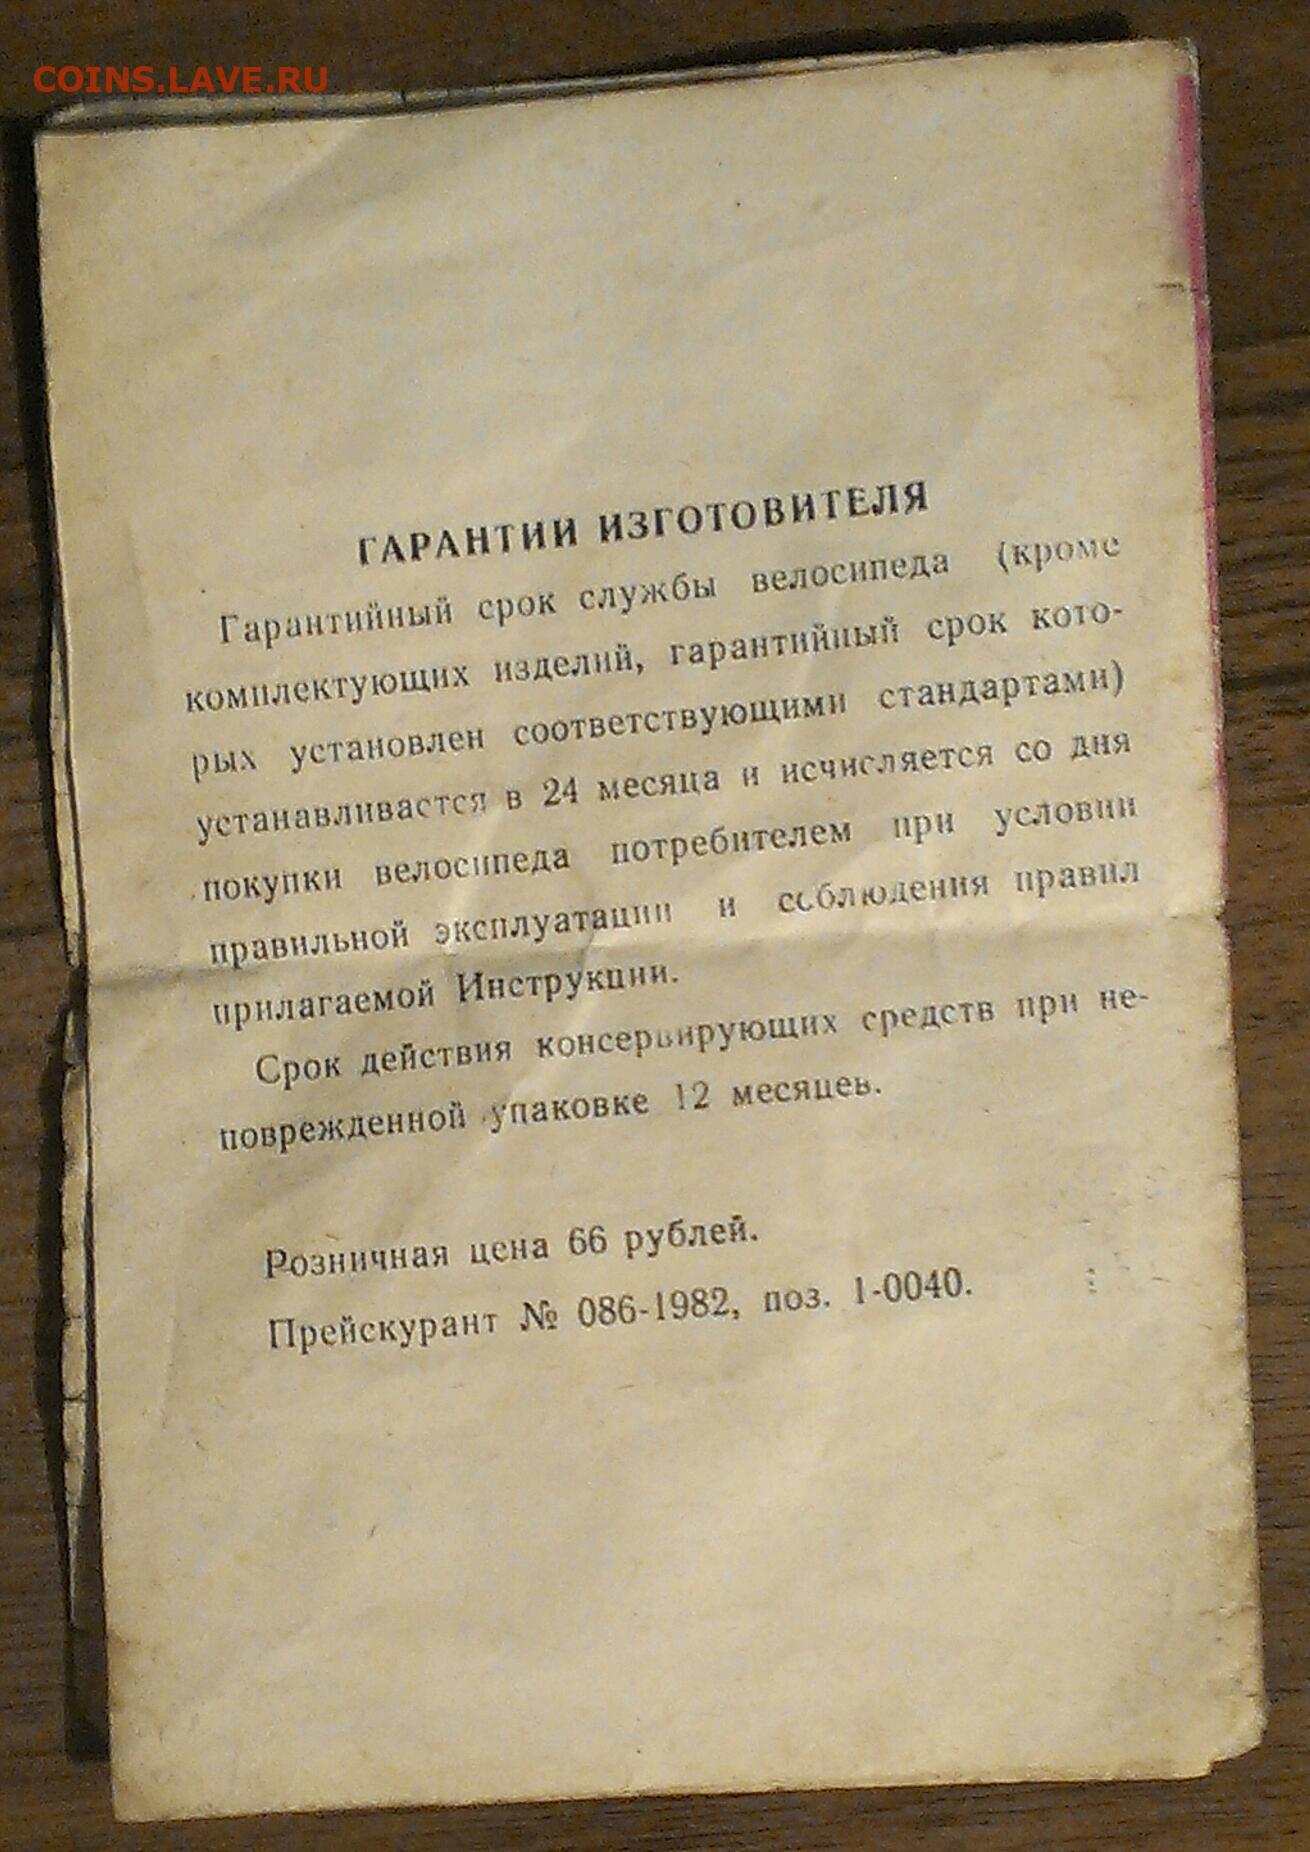 COINS.LAVE.RU
ГАРАНТИИ ИЗГОТОВИТЕЛЯ
Гарантийный срок службы велосипеда (кроме
комплектующих изделий, гарантийный срок кото-
рых установлен соответствующими стандартами)
устанавливается в 24 месяца и исчисляется со дня
покупки велосипеда потребителем при условии
правильной эксплуатации и соблюдения правил
прилагаемой Инструкции.
Срок действия консервирующих средств при не-
поврежденной упаковке 12 месяцев.
Розничная цена 66 рублей.
Прейскурант № 086-1982, поз. 1-0040.